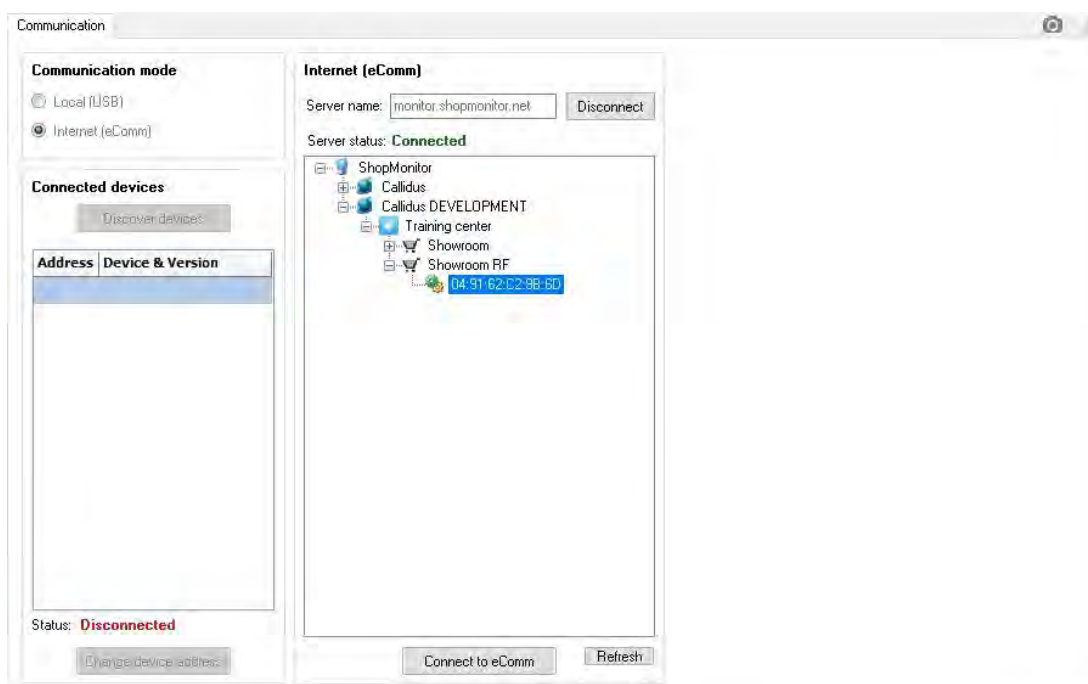 Communication
Communication mode
Local (USB)
Internet (eComm)
Connected devices
Discover devices
Address Device & Version
Status: Disconnected
Change device address
Internet (eComm)
Server name: monitor.shopmonitor.net Disconnect
Server status: Connected
ShopMonitor
Callidus
Callidus DEVELOPMENT
Training center
Showroom
Showroom RF
04:91:62:C2:9B:6D
Connect to eComm Refresh